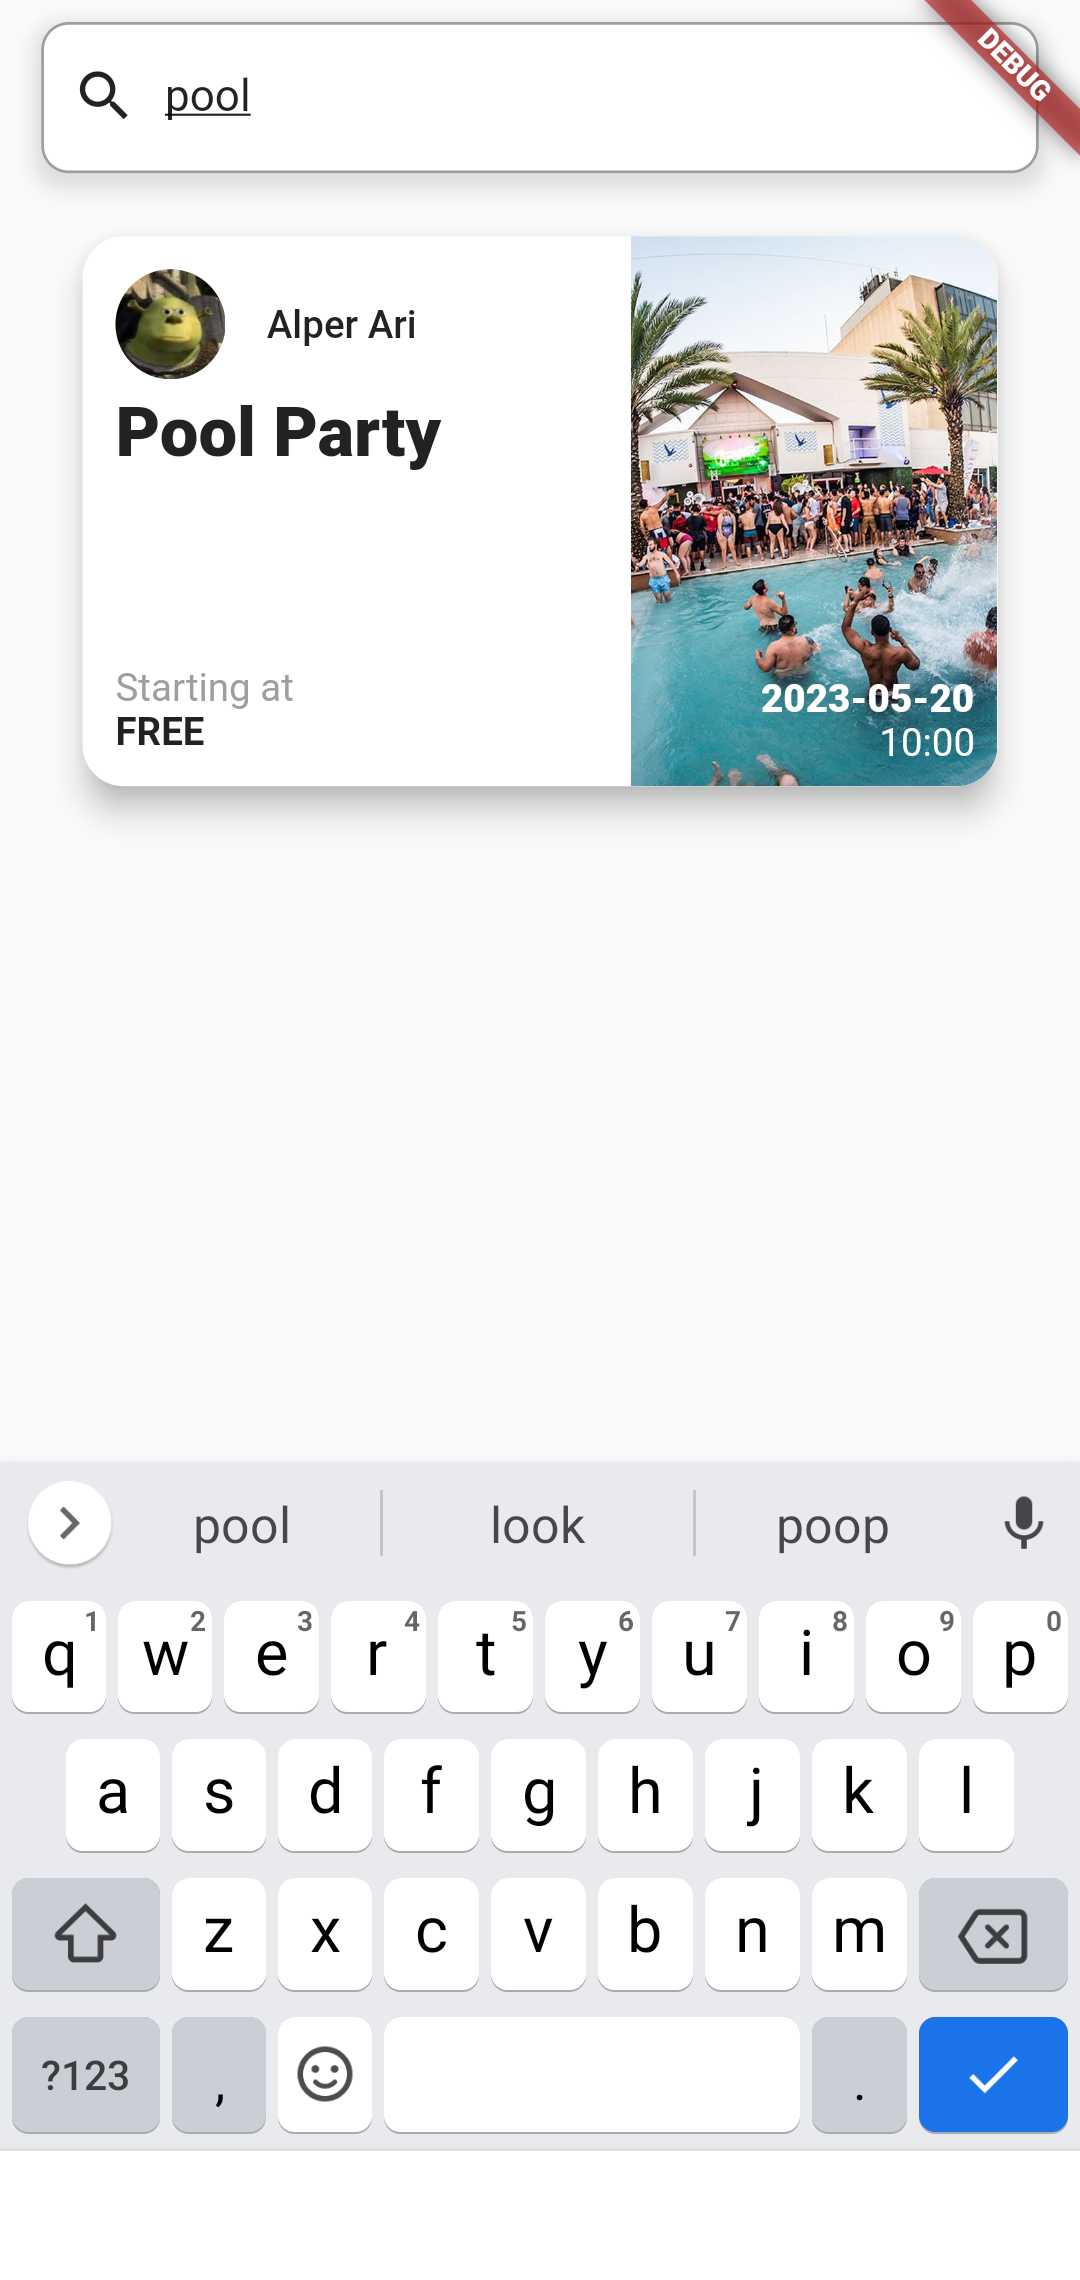 DEBUG
pool
Alper Ari
Pool Party
Starting at
FREE
2023-05-20
10:00
pool look poop
1 2 3 4 5 6 7 8 9 0
q w e r t y u i o p
a s d f g h j k l
z x c v b n m
?123 , .